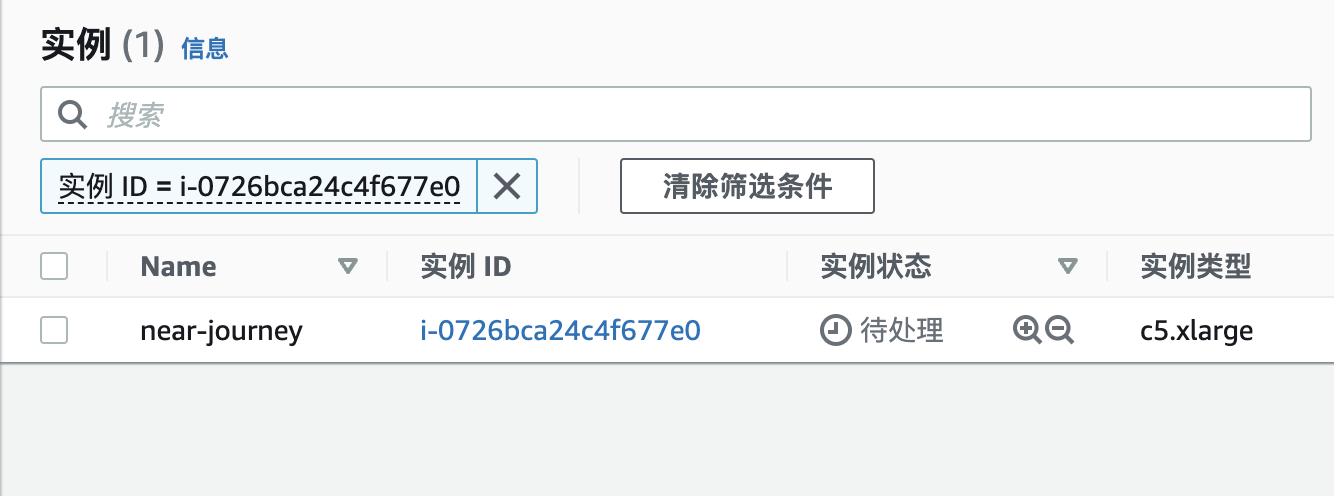 实例 (1) 信息
搜索
实例 ID = i-0726bca24c4f677e0 清除筛选条件
Name 实例 ID 实例状态 实例类型
near-journey i-0726bca24c4f677e0 待处理 c5.xlarge